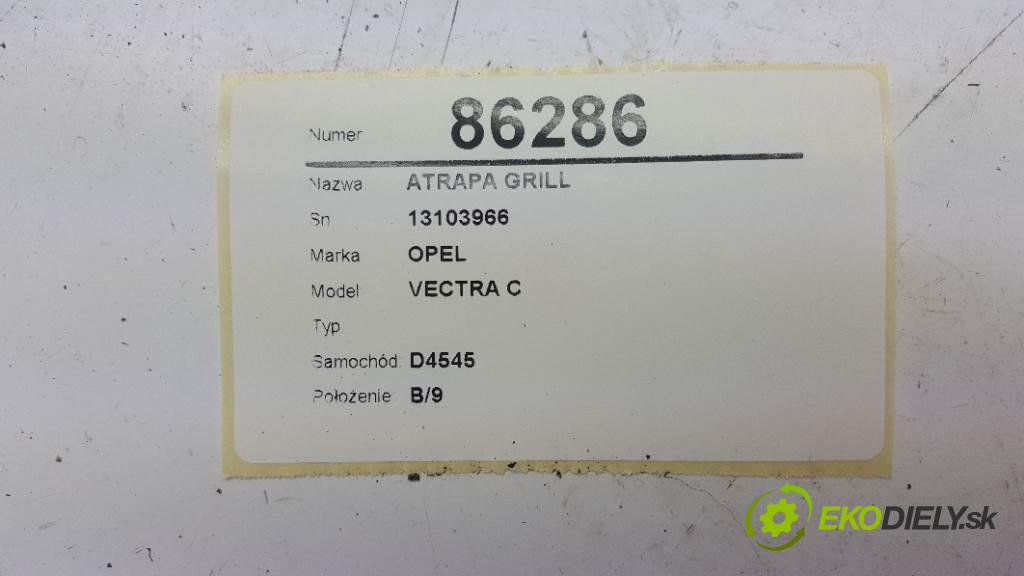 Numer 86286
Nazwa ATRAPA GRILL
Sn 13103966
Marka OPEL
Model VECTRA C
Typ
Samochód: D4545
Położenie B/9
EKODIELY.sk